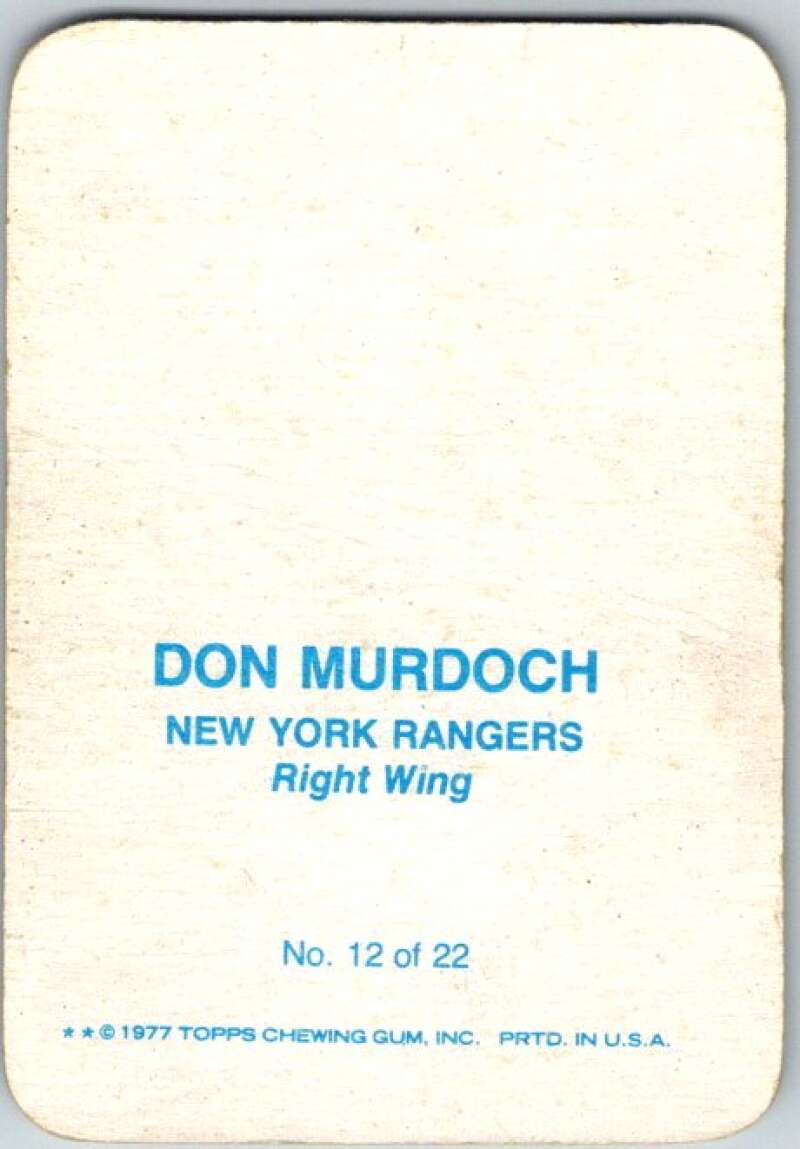 DON MURDOCH
NEW YORK RANGERS
Right Wing
No. 12 of 22
* * © 1977 TOPPS CHEWING GUM, INC. PRTD. IN U.S.A.